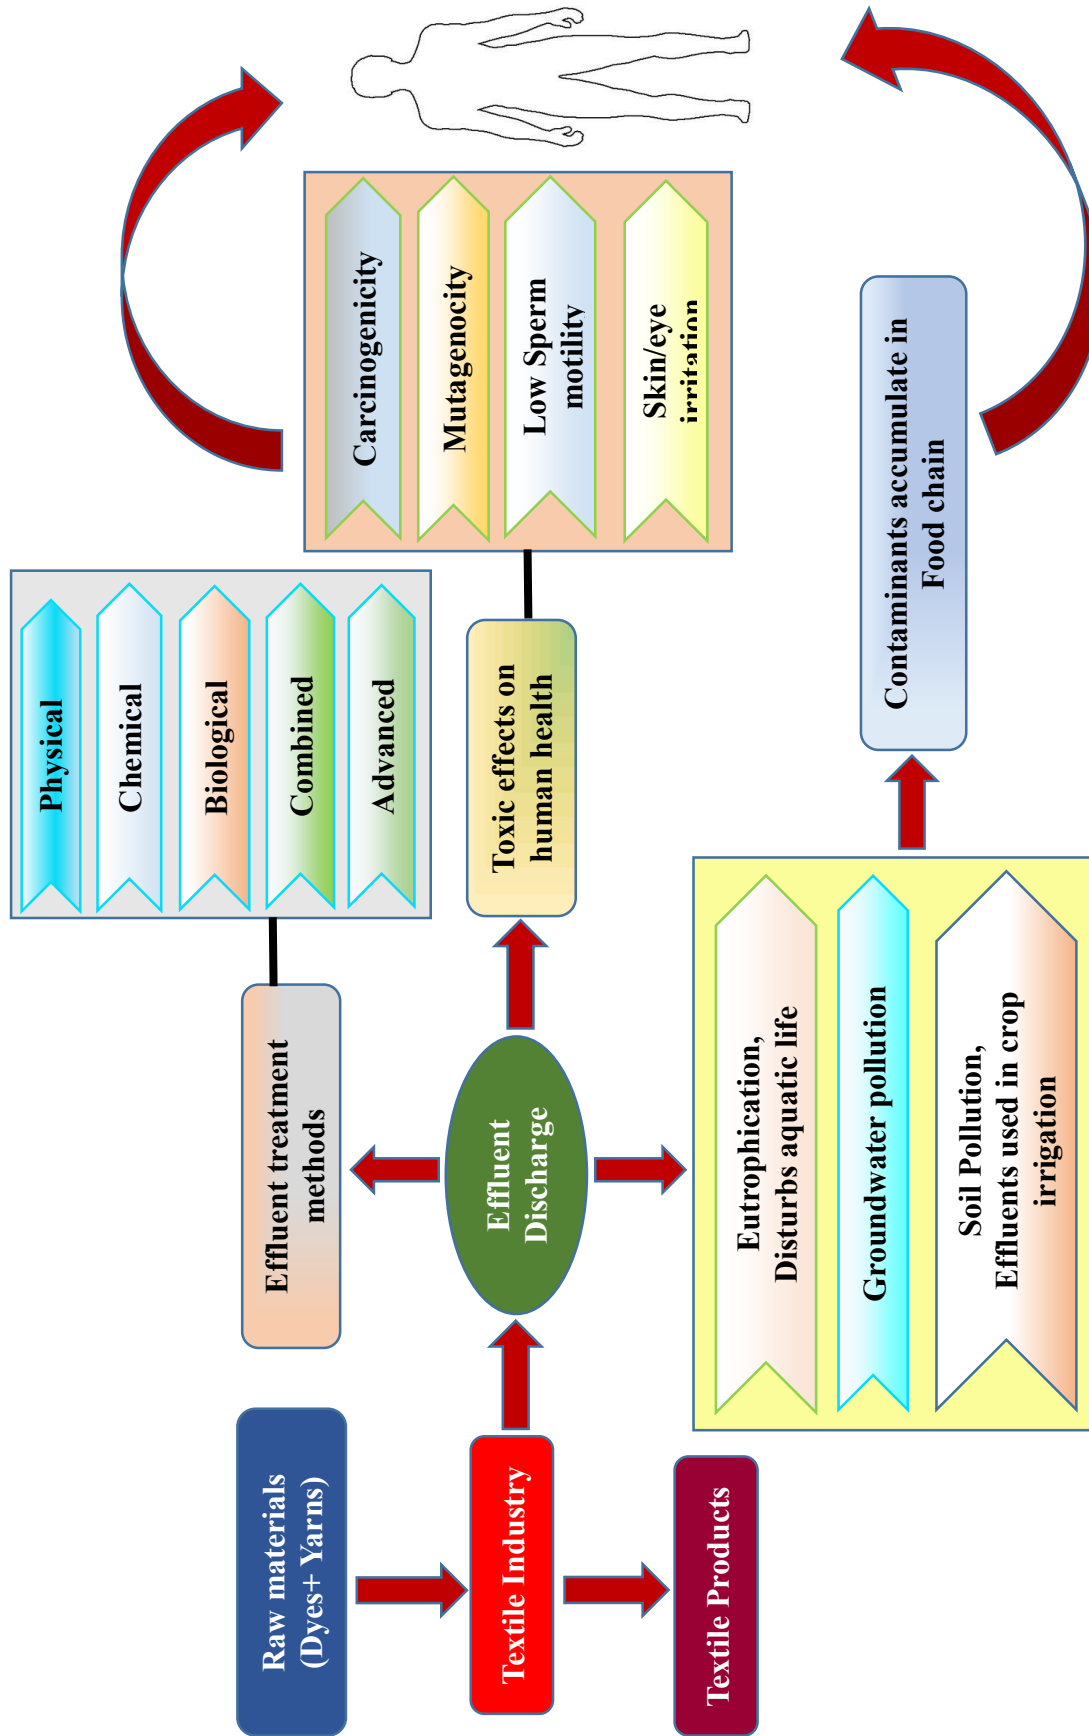 Raw materials
(Dyes+ Yarns)
Textile Industry
Textile Products
Effluent treatment
methods
Effluent
Discharge
Physical
Chemical
Biological
Combined
Advanced
Toxic effects on
human health
Carcinogenicity
Mutagenocity
Low Sperm
motility
Skin/eye
irritation
Eutrophication,
Disturbs aquatic life
Groundwater pollution
Soil Pollution,
Effluents used in crop
irrigation
Contaminants accumulate in
Food chain